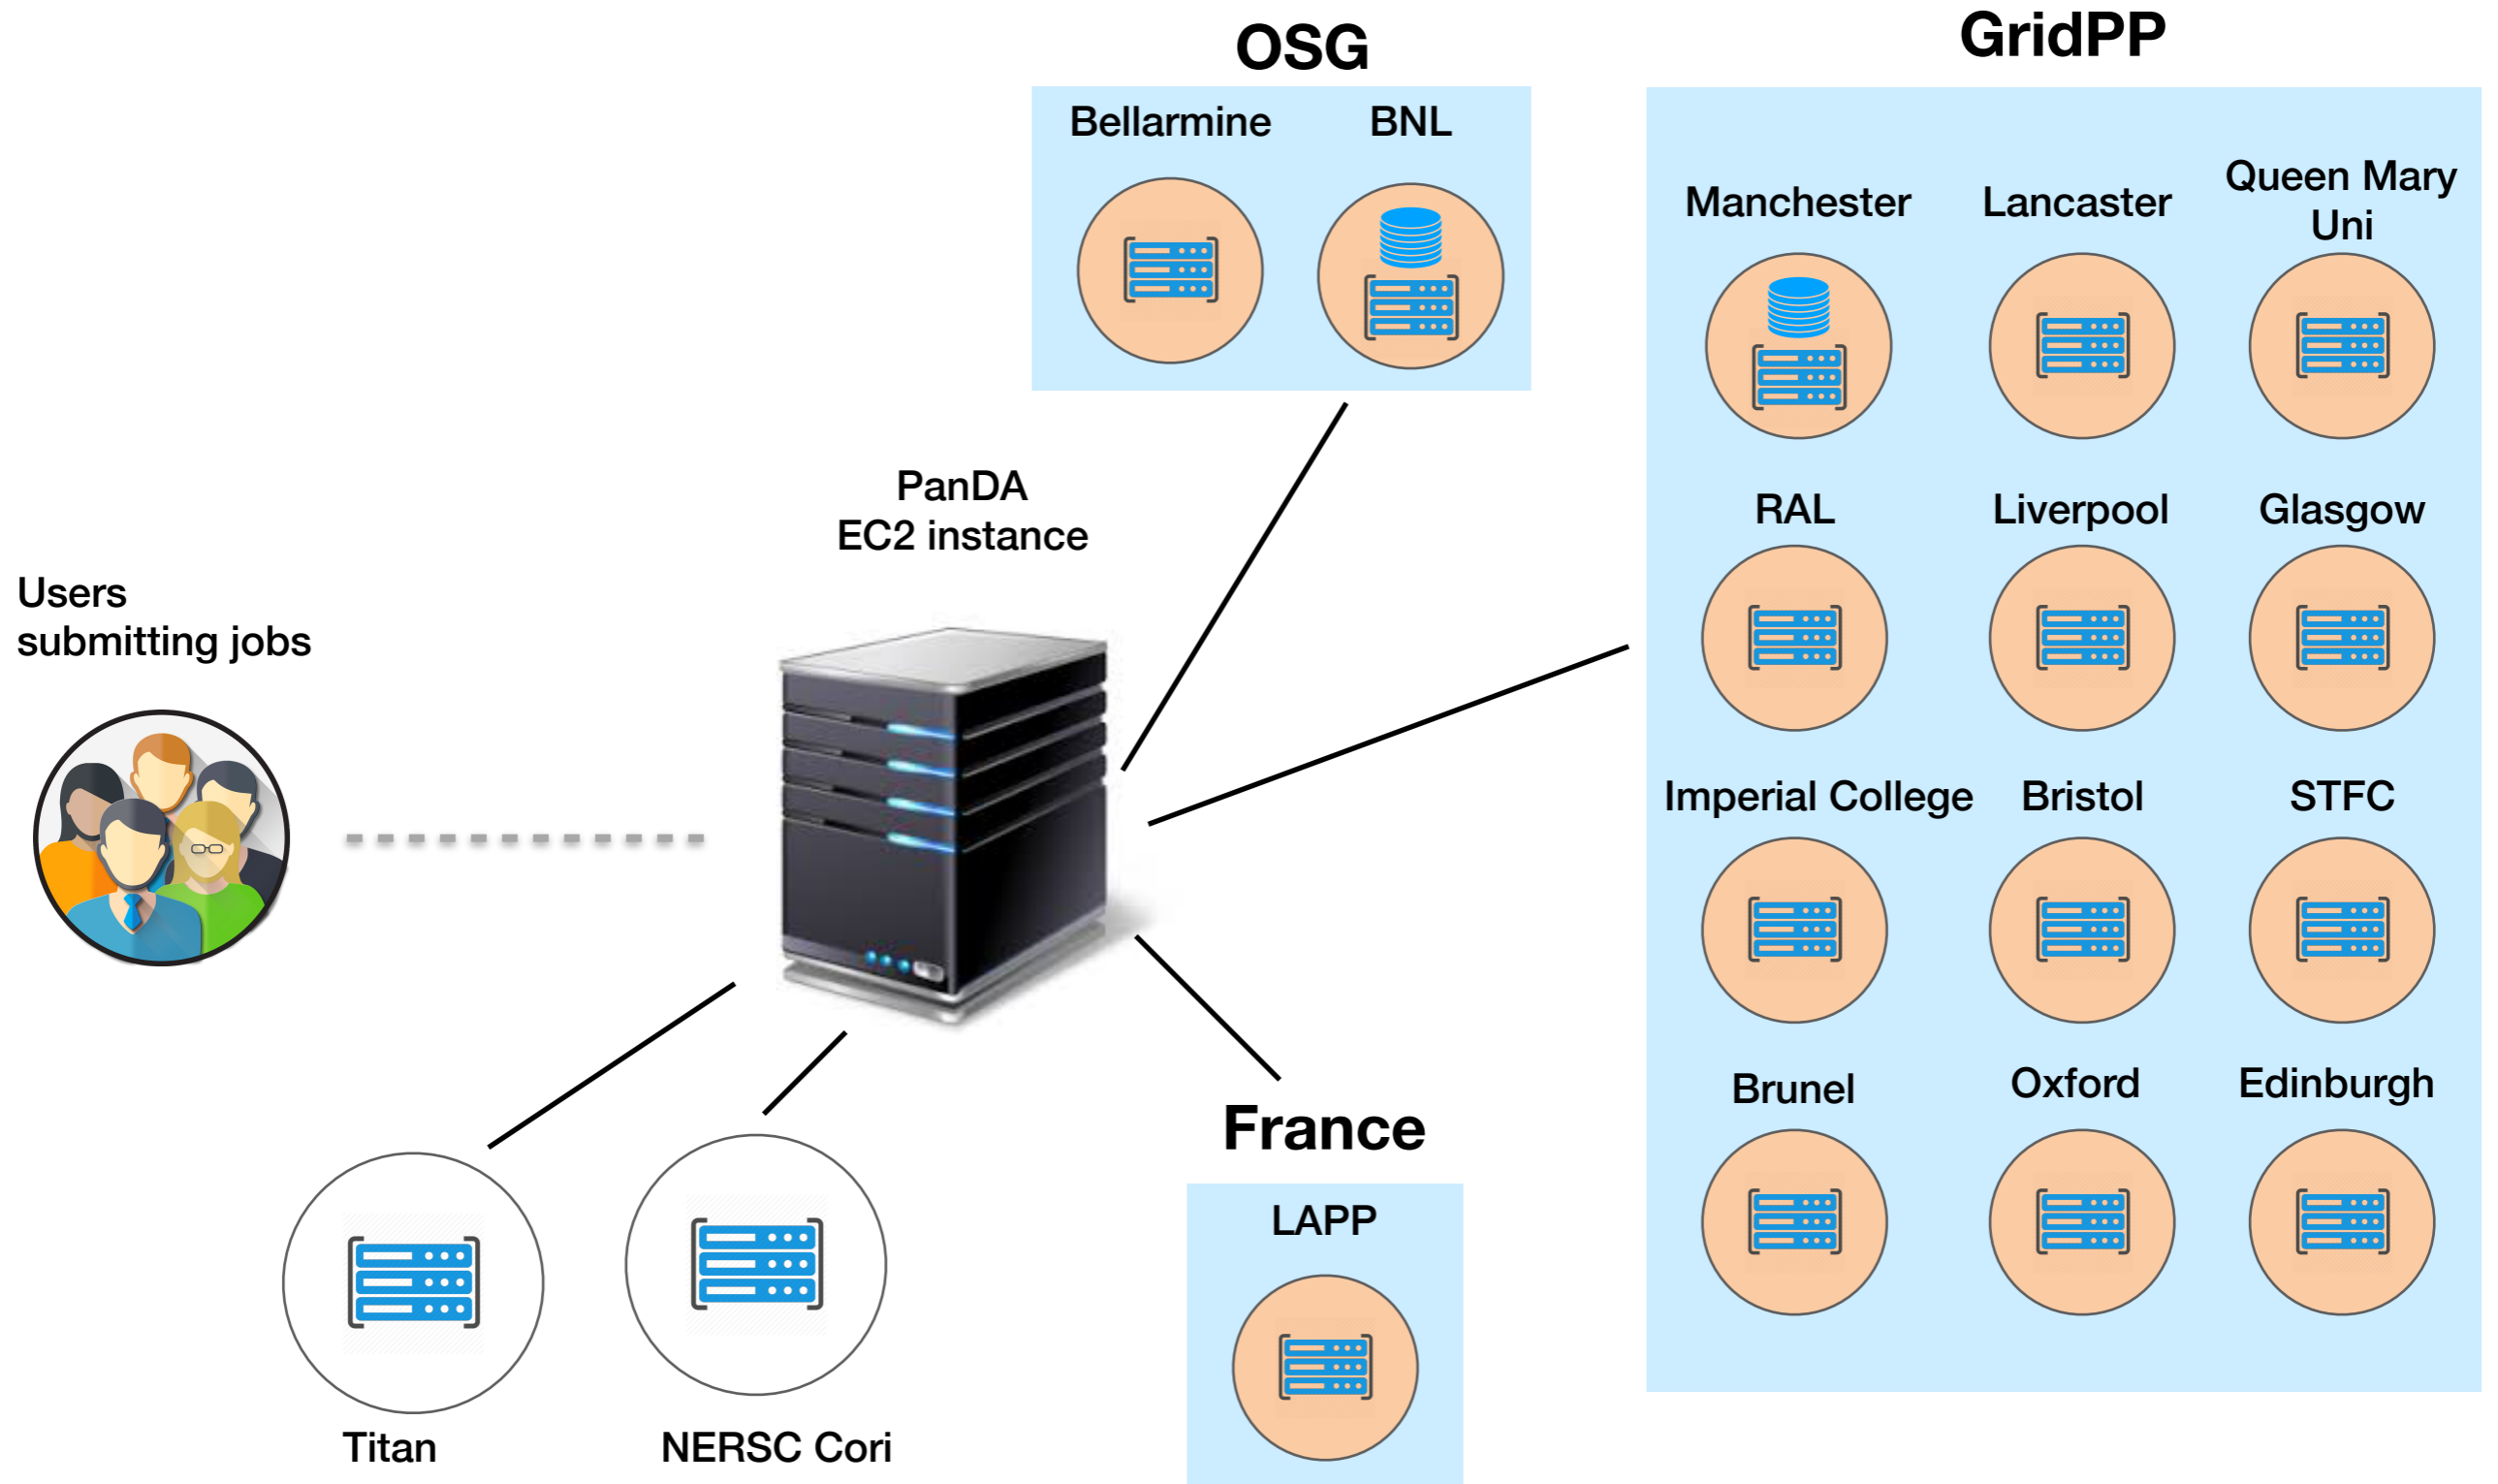 OSG
Bellarmine
BNL
GridPP
Manchester
Lancaster
Queen Mary
Uni
RAL
Liverpool
Glasgow
Imperial College
Bristol
STFC
Brunel
Oxford
Edinburgh
PanDA
EC2 instance
Users
submitting jobs
France
LAPP
Titan
NERSC Cori